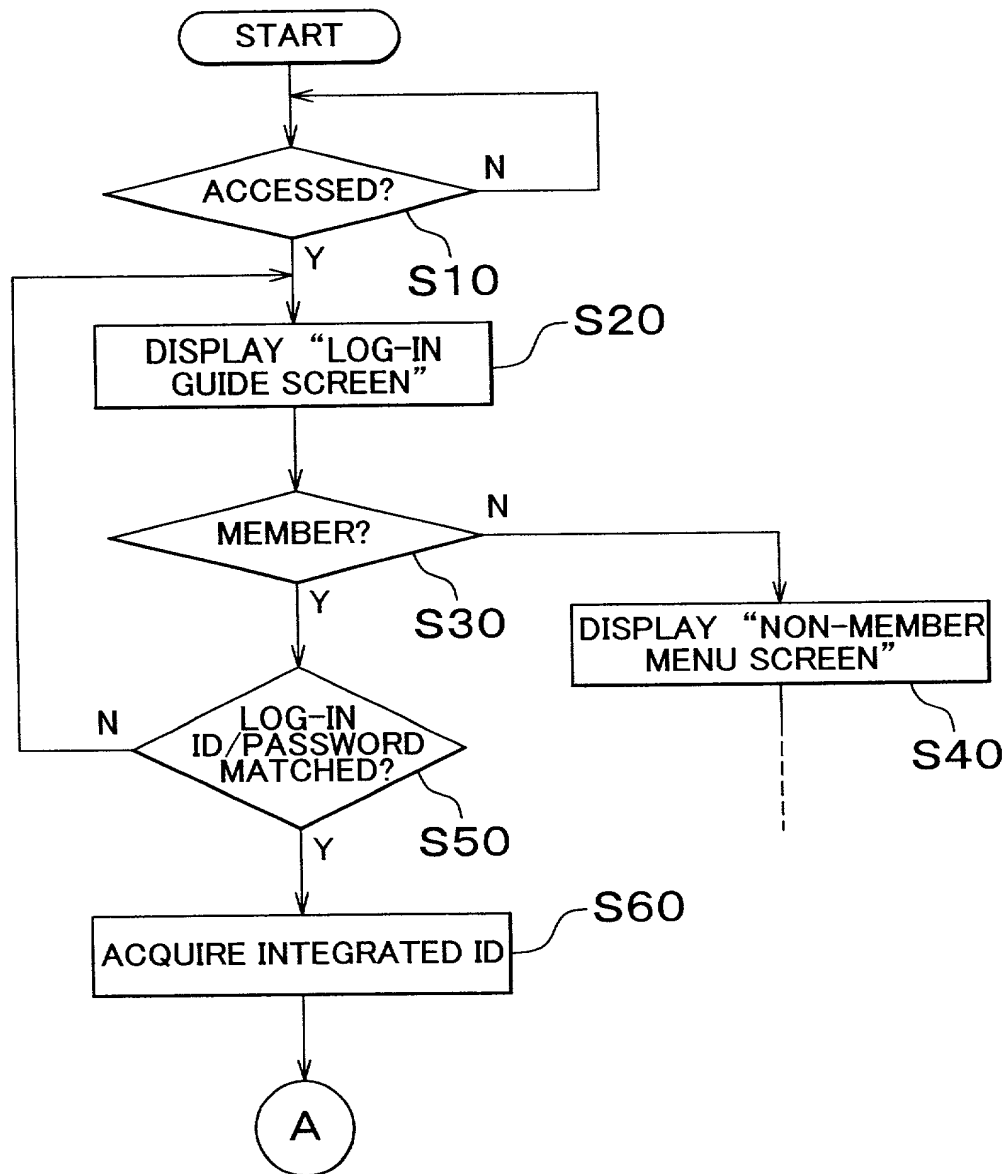 START
N
ACCESSED?
Y
S10
S20
DISPLAY “LOG-IN
GUIDE SCREEN”
N
MEMBER?
Y
S30
DISPLAY “NON-MEMBER
MENU SCREEN”
S40
N
LOG-IN
ID/PASSWORD
MATCHED?
Y
S50
S60
ACQUIRE INTEGRATED ID
A